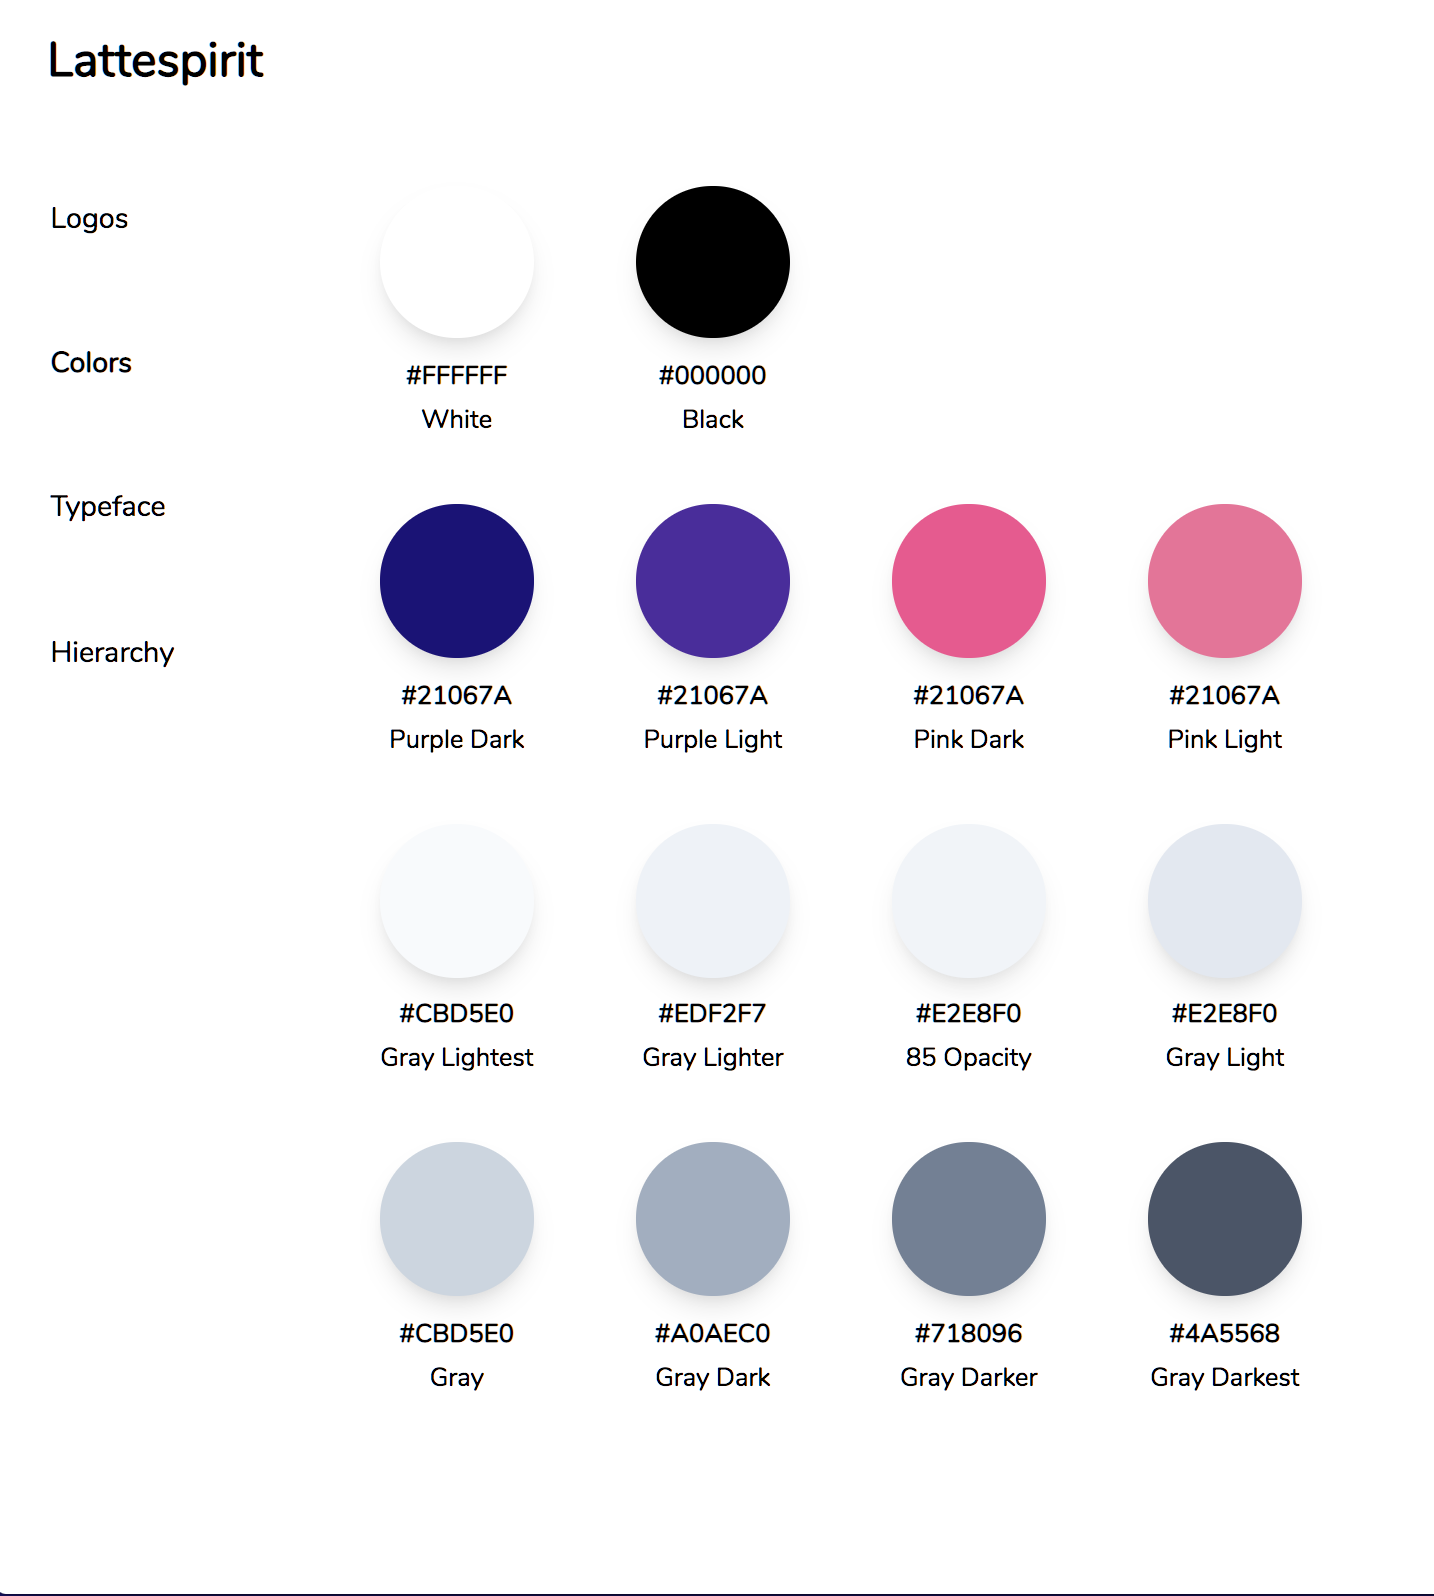 Lattespirit
Logos
Colors
Typeface
Hierarchy
#FFFFFF
White
#000000
Black
#21067A
Purple Dark
#21067A
Purple Light
#21067A
Pink Dark
#21067A
Pink Light
#CBD5E0
Gray Lightest
#EDF2F7
Gray Lighter
#E2E8F0
85 Opacity
#E2E8F0
Gray Light
#CBD5E0
Gray
#A0AEC0
Gray Dark
#718096
Gray Darker
#4A5568
Gray Darkest